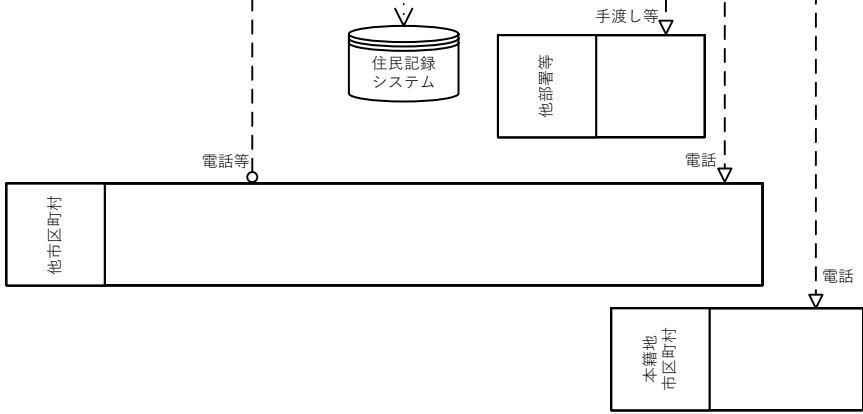 手渡し等
住民記録
システム
他部署等
電話等
電話
他市区町村
電話
本籍地
市区町村